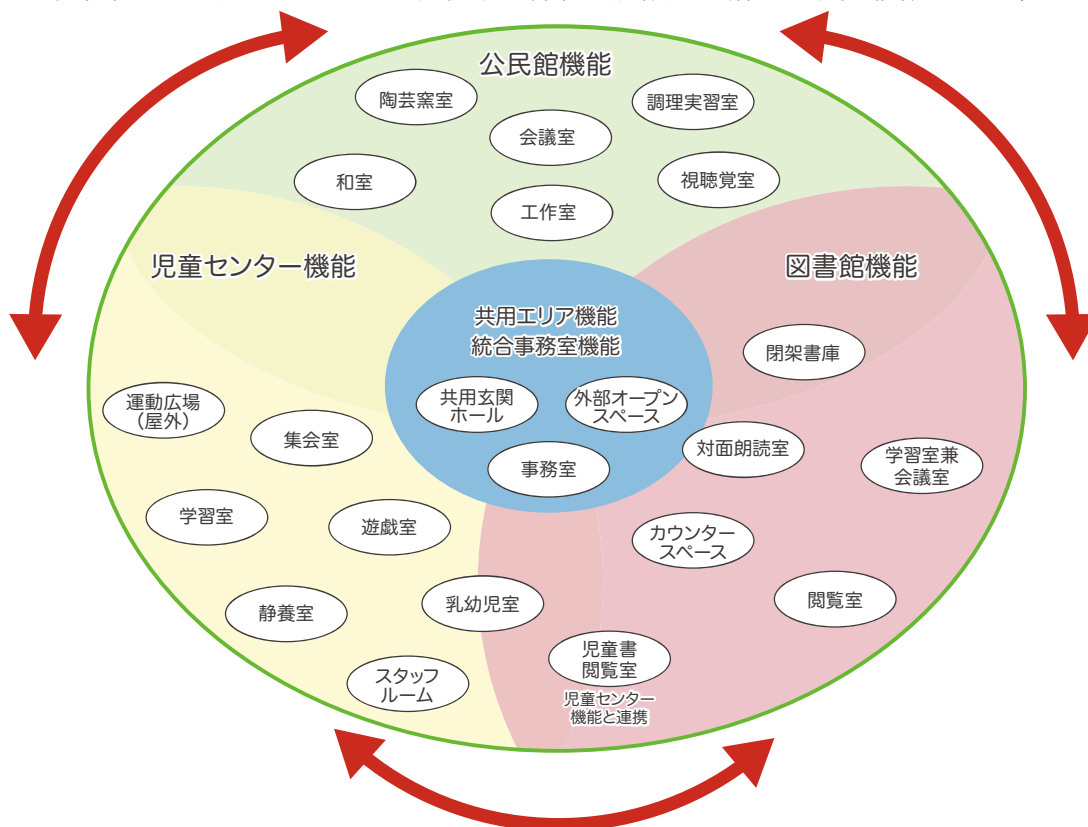 公民館機能
陶芸窯室
調理実習室
会議室
和室
視聴覚室
工作室
児童センター機能
図書館機能
共用エリア機能
統合事務室機能
閉架書庫
共用玄関
ホール
外部オープン
スペース
運動広場
（屋外）
集会室
対面朗読室
学習室兼
会議室
事務室
学習室
遊戯室
カウンター
スペース
静養室
乳幼児室
閲覧室
児童書
閲覧室
スタッフ
ルーム
児童センター
機能と連携